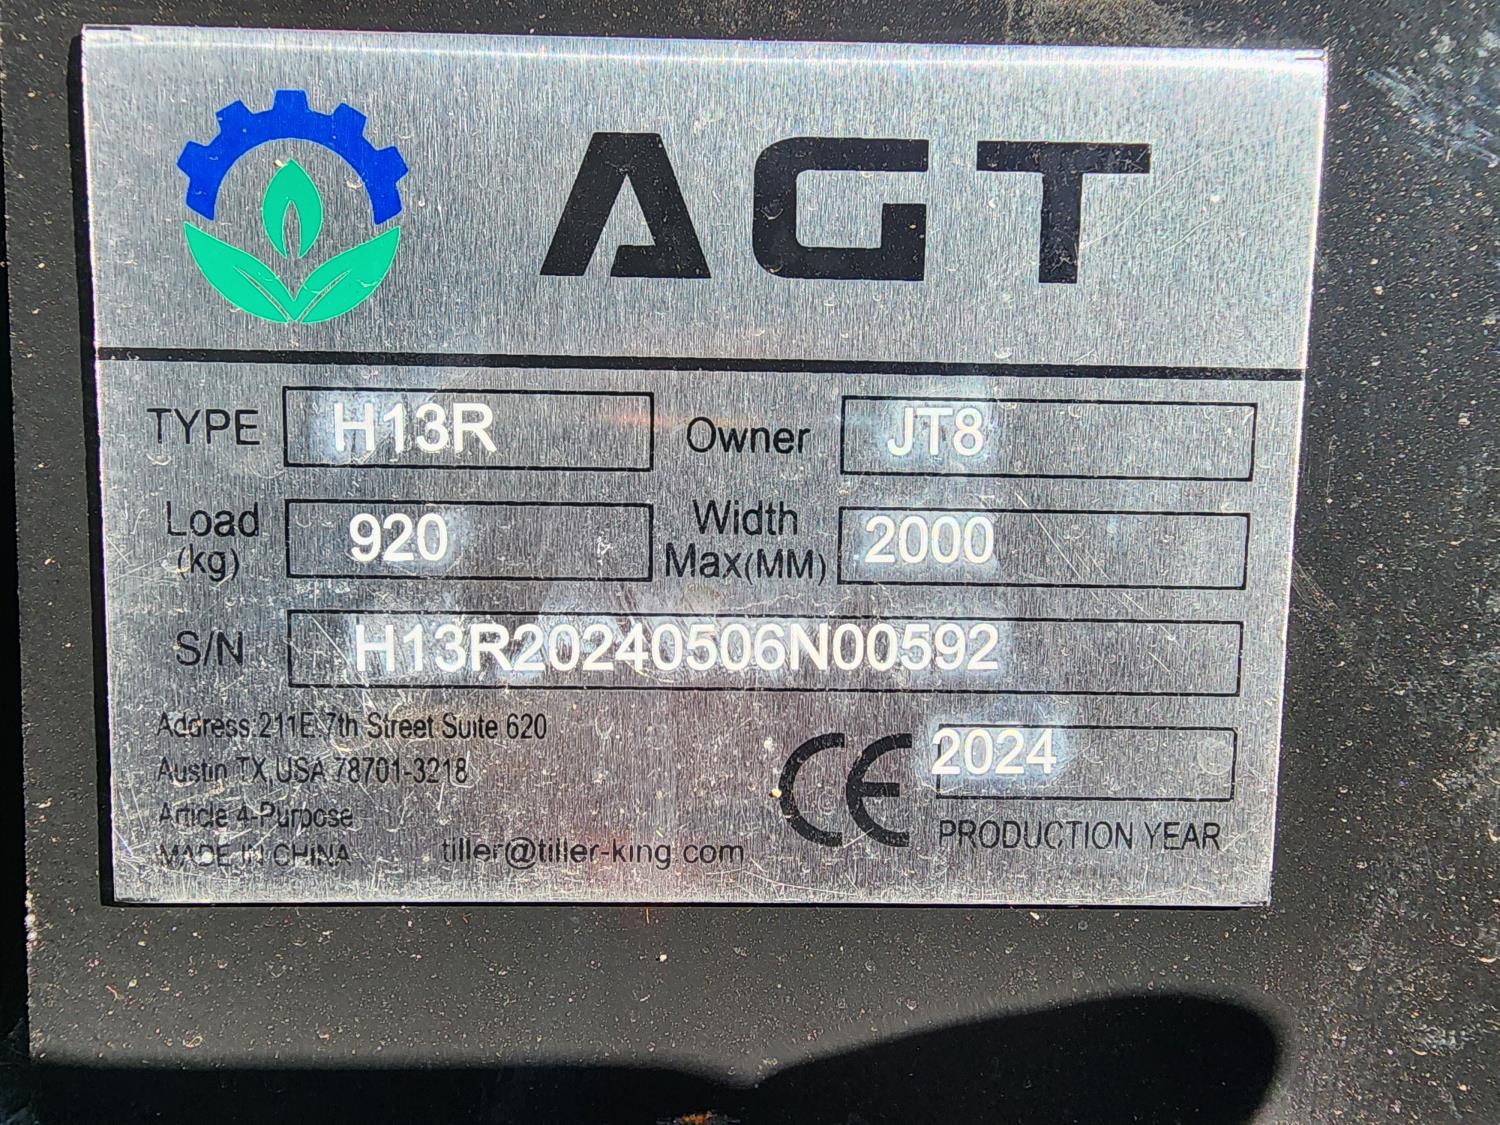 AGT
TYPE H13R Owner JT8
Load (kg) 920 Width Max(MM) 2000
S/N H13R20240506N00592
Address:211E.7th Street Suite 620
Austin TX,USA 78701-3218
Article 4-Purpose
MADE IN CHINA
tiller@tiller-king.com
CE
2024
PRODUCTION YEAR